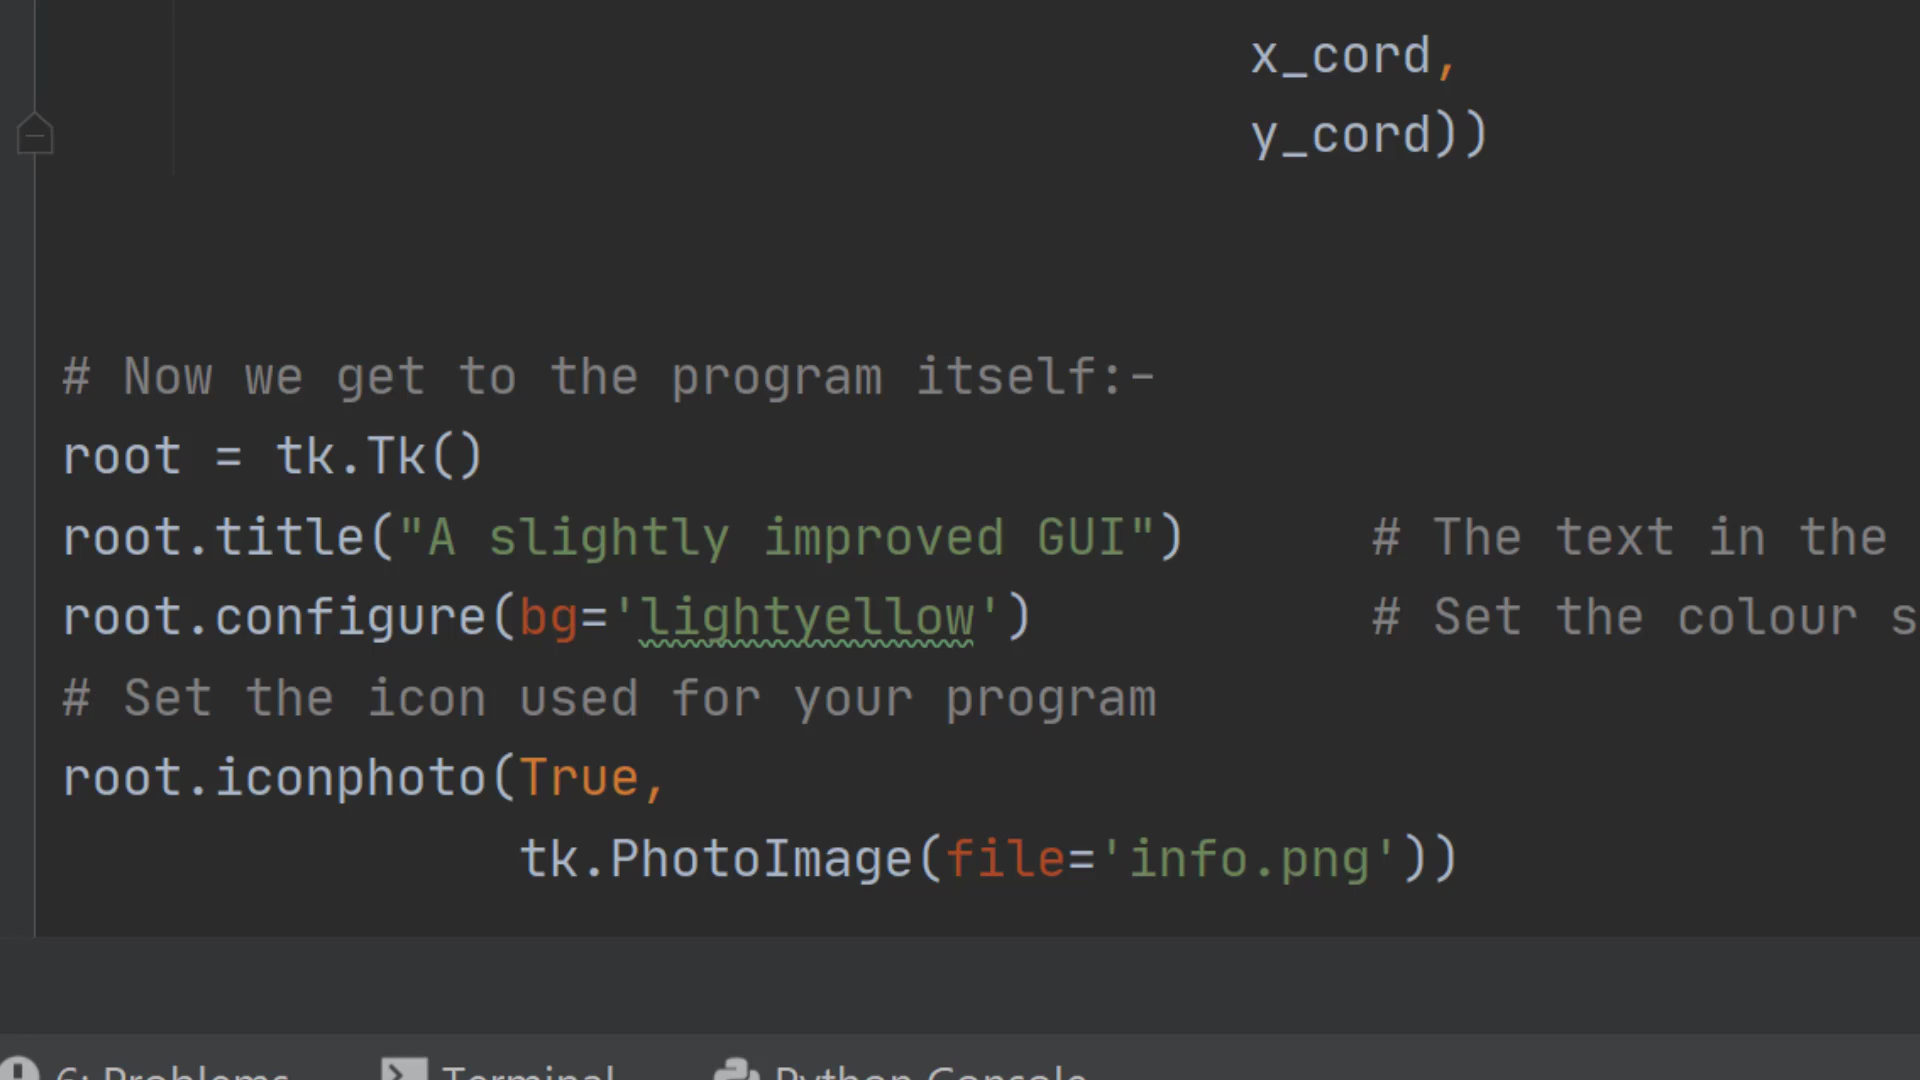 x_cord,
y_cord))
# Now we get to the program itself:-
root = tk.Tk()
root.title("A slightly improved GUI") # The text in the
root.configure(bg='lightyellow') # Set the colour s
# Set the icon used for your program
root.iconphoto(True,
tk.PhotoImage(file='info.png'))
6: Problems Terminal Python Console